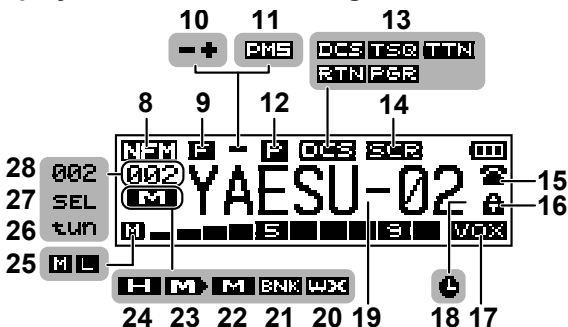 10 11 13
-+ PMS DCS TSQ TTN
RTN PGR
8 9 12 14
NFM F - P DCS SCR
28 002 002 YAESU-02 15
27 SEL M 16
26 tun M S 9 VOX
25 M L
H M M BNK WX 19 18 17
24 23 22 21 20